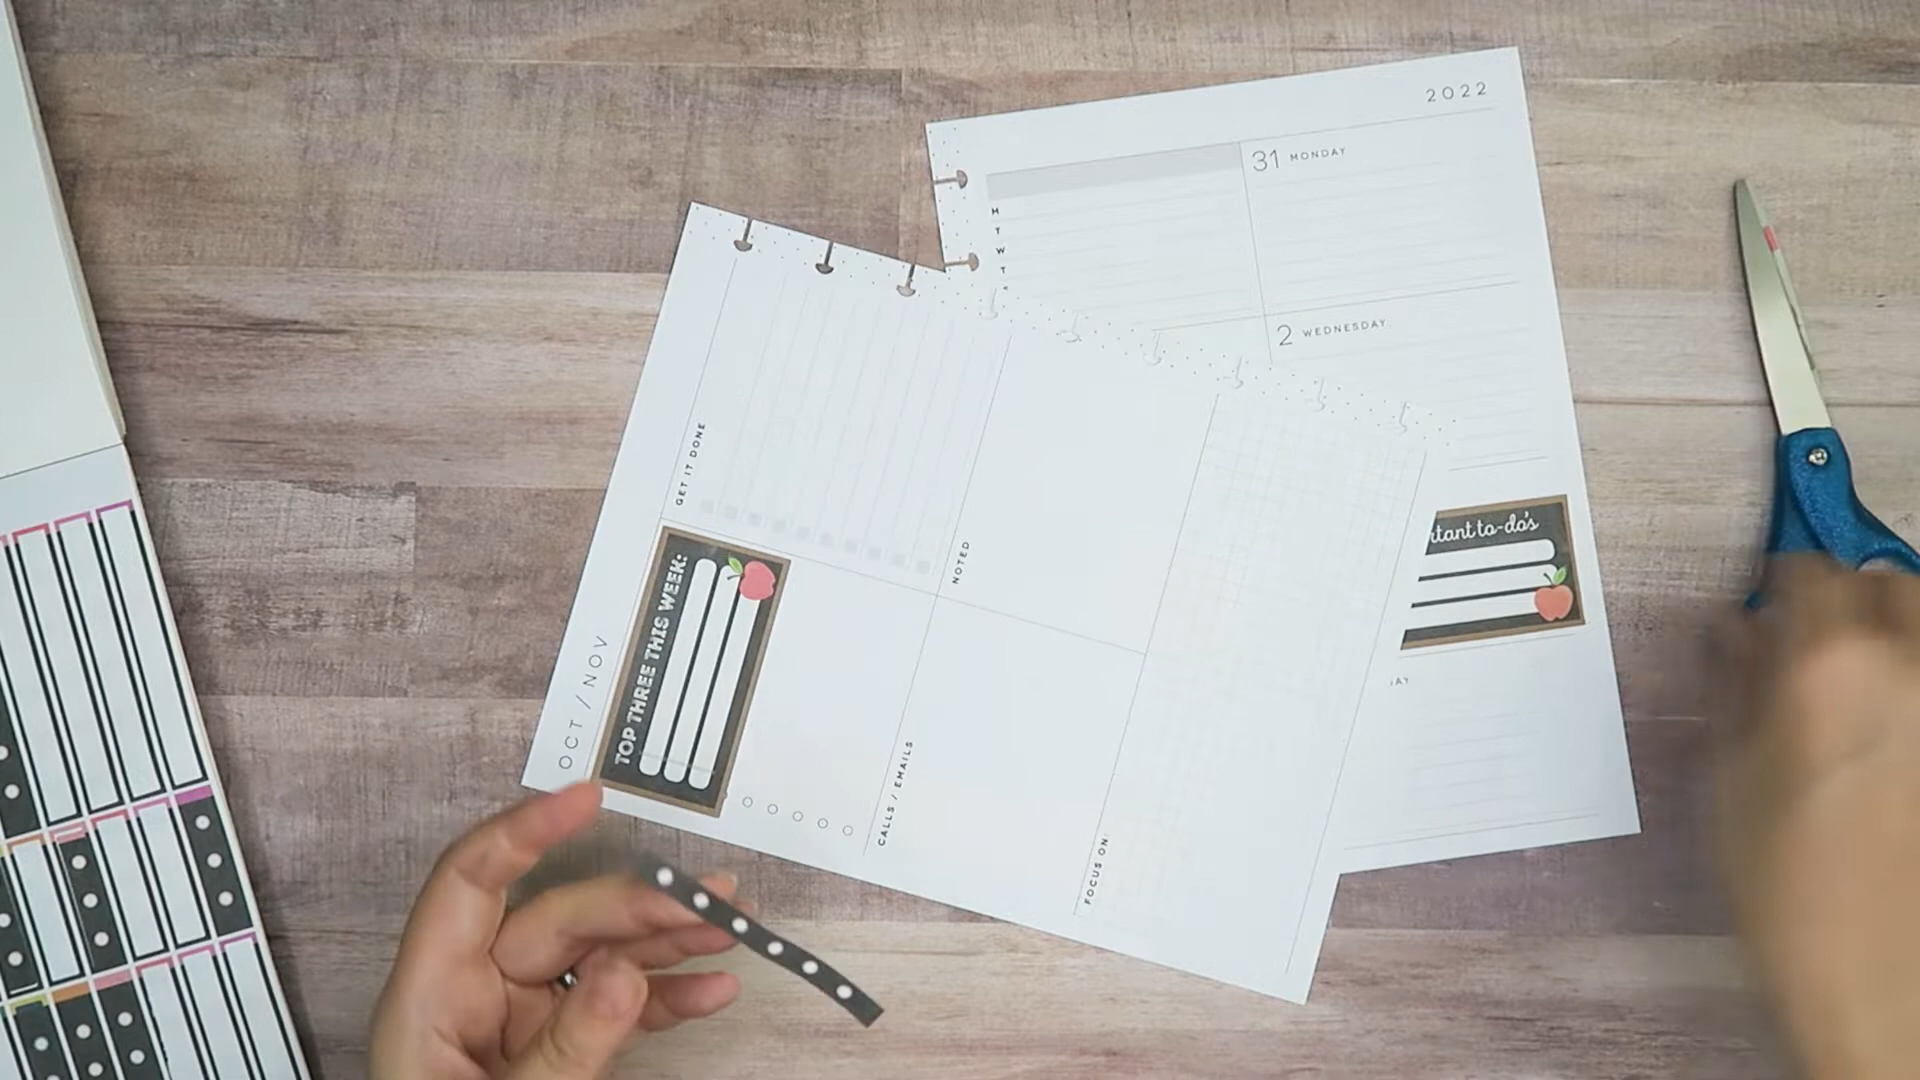 2022
31 MONDAY
M
T
W
T
2 WEDNESDAY
GET IT DONE
NOTED
OCT / NOV
TOP THREE THIS WEEK:
CALLS / EMAILS
FOCUS ON:
to-do's